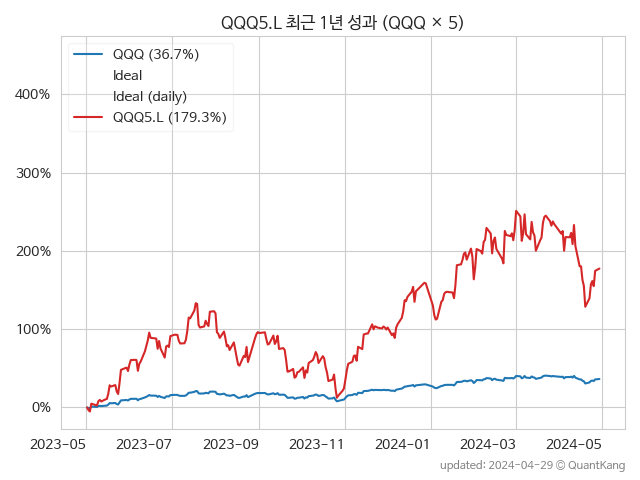 QQQ5.L 최근 1년 성과 (QQQ × 5)
QQQ (36.7%)
Ideal
Ideal (daily)
QQQ5.L (179.3%)
400%
300%
200%
100%
0%
2023-05 2023-07 2023-09 2023-11 2024-01 2024-03 2024-05
updated: 2024-04-29 © QuantKang